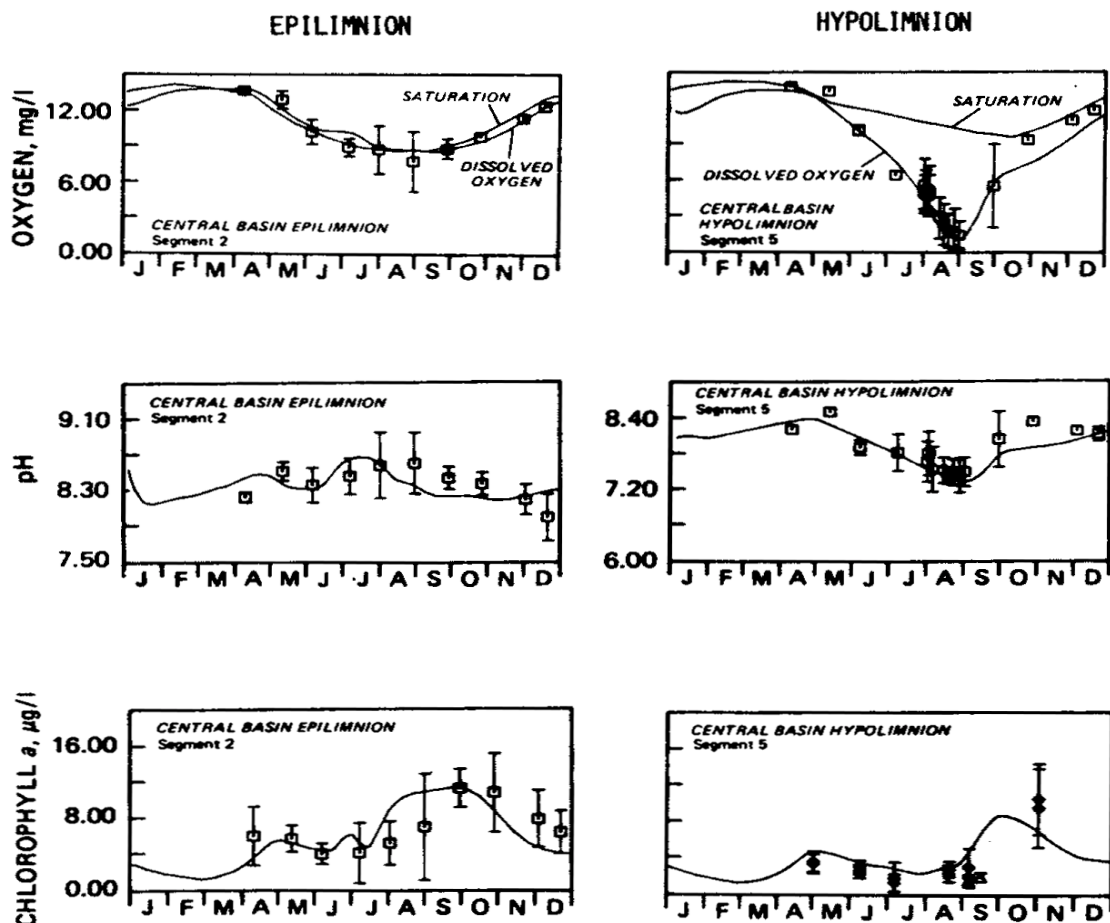 EPILIMNION
HYPOLIMNION
OXYGEN, mg/l
12.00
6.00
0.00
SATURATION
DISSOLVED
OXYGEN
CENTRAL BASIN EPILIMNION
Segment 2
J F M A M J J A S O N D
SATURATION
DISSOLVED OXYGEN
CENTRAL BASIN
HYPOLIMNION
Segment 5
J F M A M J J A S O N D
pH
9.10
8.30
7.50
CENTRAL BASIN EPILIMNION
Segment 2
J F M A M J J A S O N D
8.40
7.20
6.00
CENTRAL BASIN HYPOLIMNION
Segment 5
J F M A M J J A S O N D
CHLOROPHYLL a, µg/l
16.00
8.00
0.00
CENTRAL BASIN EPILIMNION
Segment 2
J F M A M J J A S O N D
CENTRAL BASIN HYPOLIMNION
Segment 5
J F M A M J J A S O N D